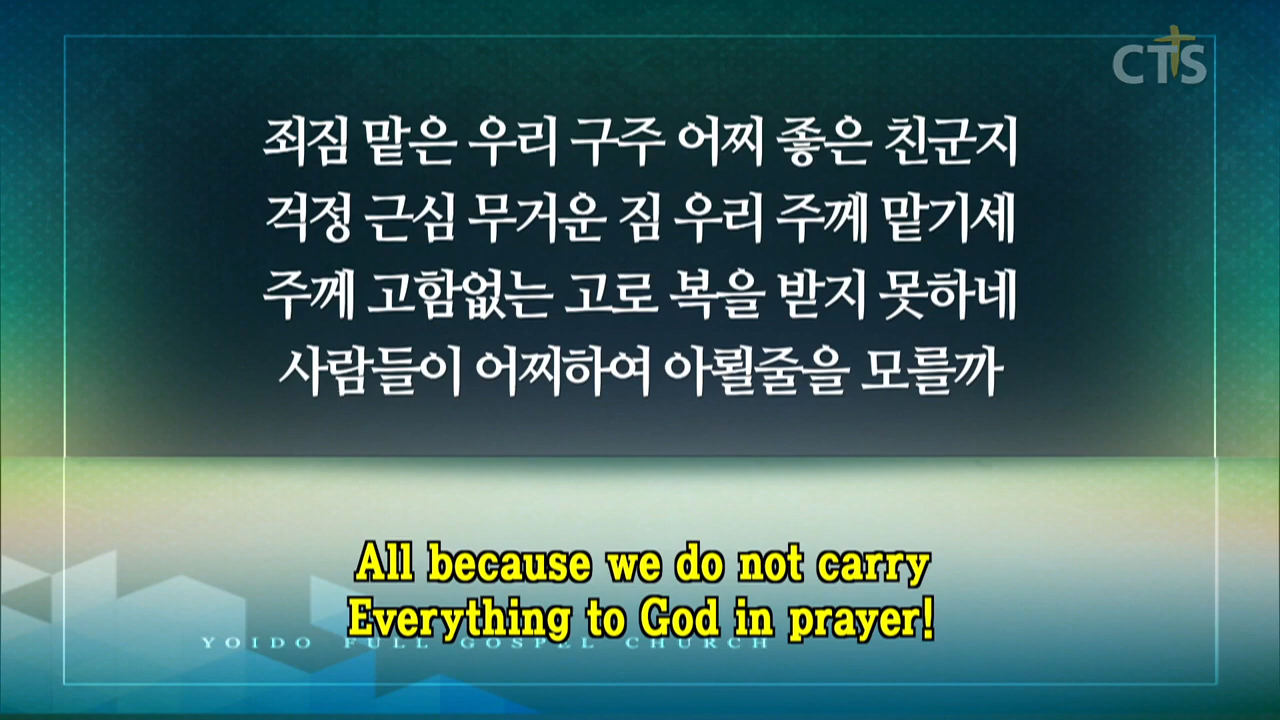 CTS
죄짐 맡은 우리 구주 어찌 좋은 친군지
걱정 근심 무거운 짐 우리 주께 맡기세
주께 고함없는 고로 복을 받지 못하네
사람들이 어찌하여 아뢸줄을 모를까
All because we do not carry
Everything to God in prayer!
YOIDO FULL GOSPEL CHURCH